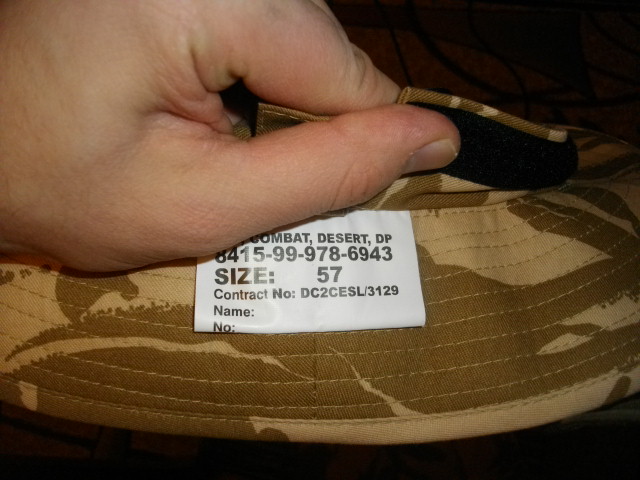 COMBAT, DESERT, DP
8415-99-978-6943
SIZE: 57
Contract No: DC2CESL/3129
Name:
No: